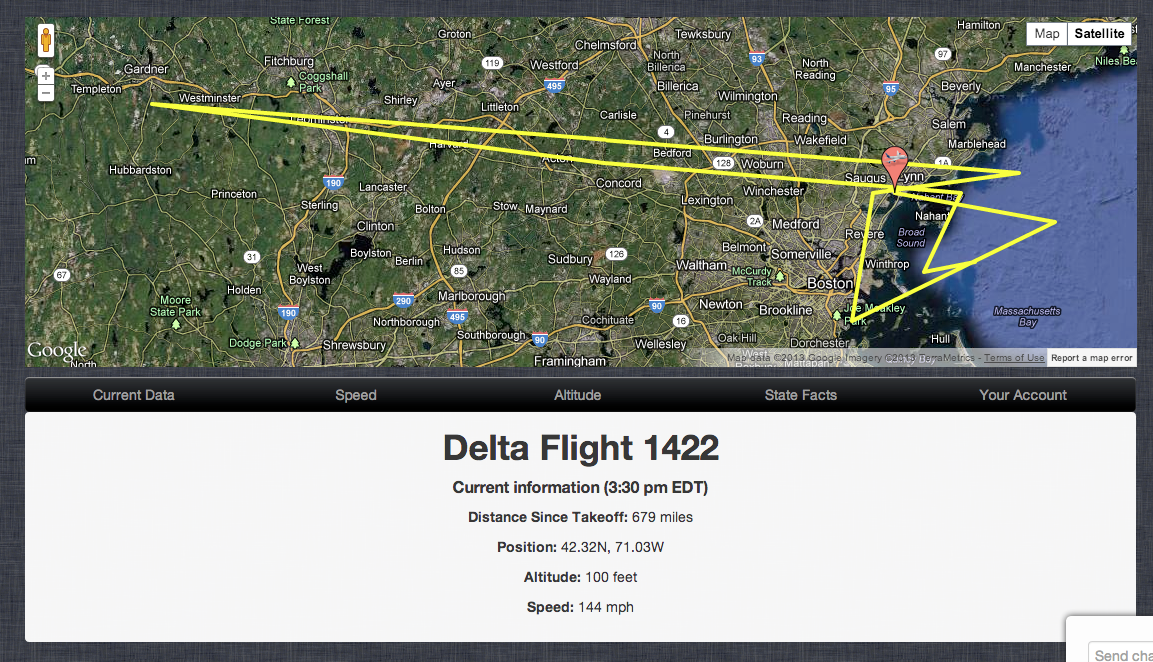 State Forest
Groton
Tewksbury
Hamilton
Map
Satellite
Chelmsford
97
Niles Bea
Fitchburg
119
Westford
North Billerica
93
North Reading
Manchester
Gardner
Coggshall Park
Ayer
495
Billerica
95
Beverly
Templeton
Westminster
Shirley
Littleton
Wilmington
Leominster
Carlisle
Pinehurst
Reading
Salem
4
Burlington
Wakefield
Marblehead
Harvard
Acton
Bedford
128
Woburn
1A
Hubbardston
190
Lancaster
Concord
Winchester
Saugus
Lynn
Princeton
Sterling
Bolton
Stow
Maynard
Lexington
Nahant Bay
Clinton
2A
Medford
Revere
Nahant
Broad Sound
31
Boylston
Berlin
Hudson
Sudbury
126
Belmont
Somerville
67
West Boylston
85
Wayland
Waltham
McCurdy Track
Winthrop
Holden
Marlborough
Boston
Moore State Park
190
290
495
Northborough
90
Newton
Brookline
Joe Moakley Park
Massachusetts Bay
Cochituate
16
Southborough
90
Wellesley
Oak Hill
Dorchester
Hull
Google
Dodge Park
Shrewsbury
Framingham
North
Map data ©2013 Google Imagery ©2013 TerraMetrics - Terms of Use
Report a map error
Current Data
Speed
Altitude
State Facts
Your Account
Delta Flight 1422
Current information (3:30 pm EDT)
Distance Since Takeoff: 679 miles
Position: 42.32N, 71.03W
Altitude: 100 feet
Speed: 144 mph
Send cha